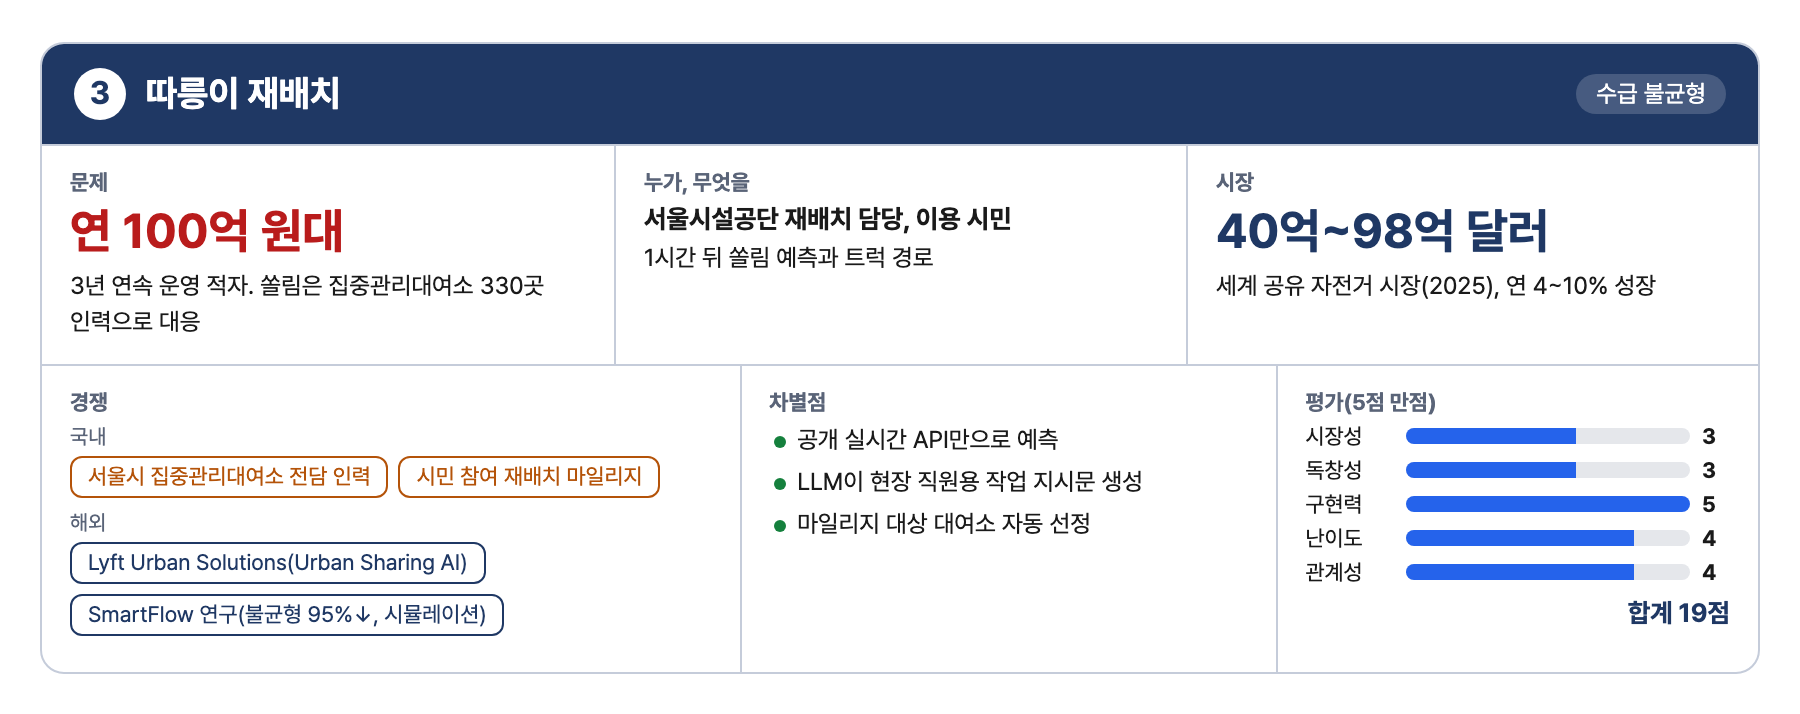 3 따릉이 재배치
수급 불균형
문제
연 100억 원대
3년 연속 운영 적자. 쏠림은 집중관리대여소 330곳
인력으로 대응
누가, 무엇을
서울시설공단 재배치 담당, 이용 시민
1시간 뒤 쏠림 예측과 트럭 경로
시장
40억~98억 달러
세계 공유 자전거 시장(2025), 연 4~10% 성장
경쟁
국내
서울시 집중관리대여소 전담 인력
시민 참여 재배치 마일리지
해외
Lyft Urban Solutions(Urban Sharing AI)
SmartFlow 연구(불균형 95%↓, 시뮬레이션)
차별점
공개 실시간 API만으로 예측
LLM이 현장 직원용 작업 지시문 생성
마일리지 대상 대여소 자동 선정
평가(5점 만점)
시장성 3
독창성 3
구현력 5
난이도 4
관계성 4
합계 19점